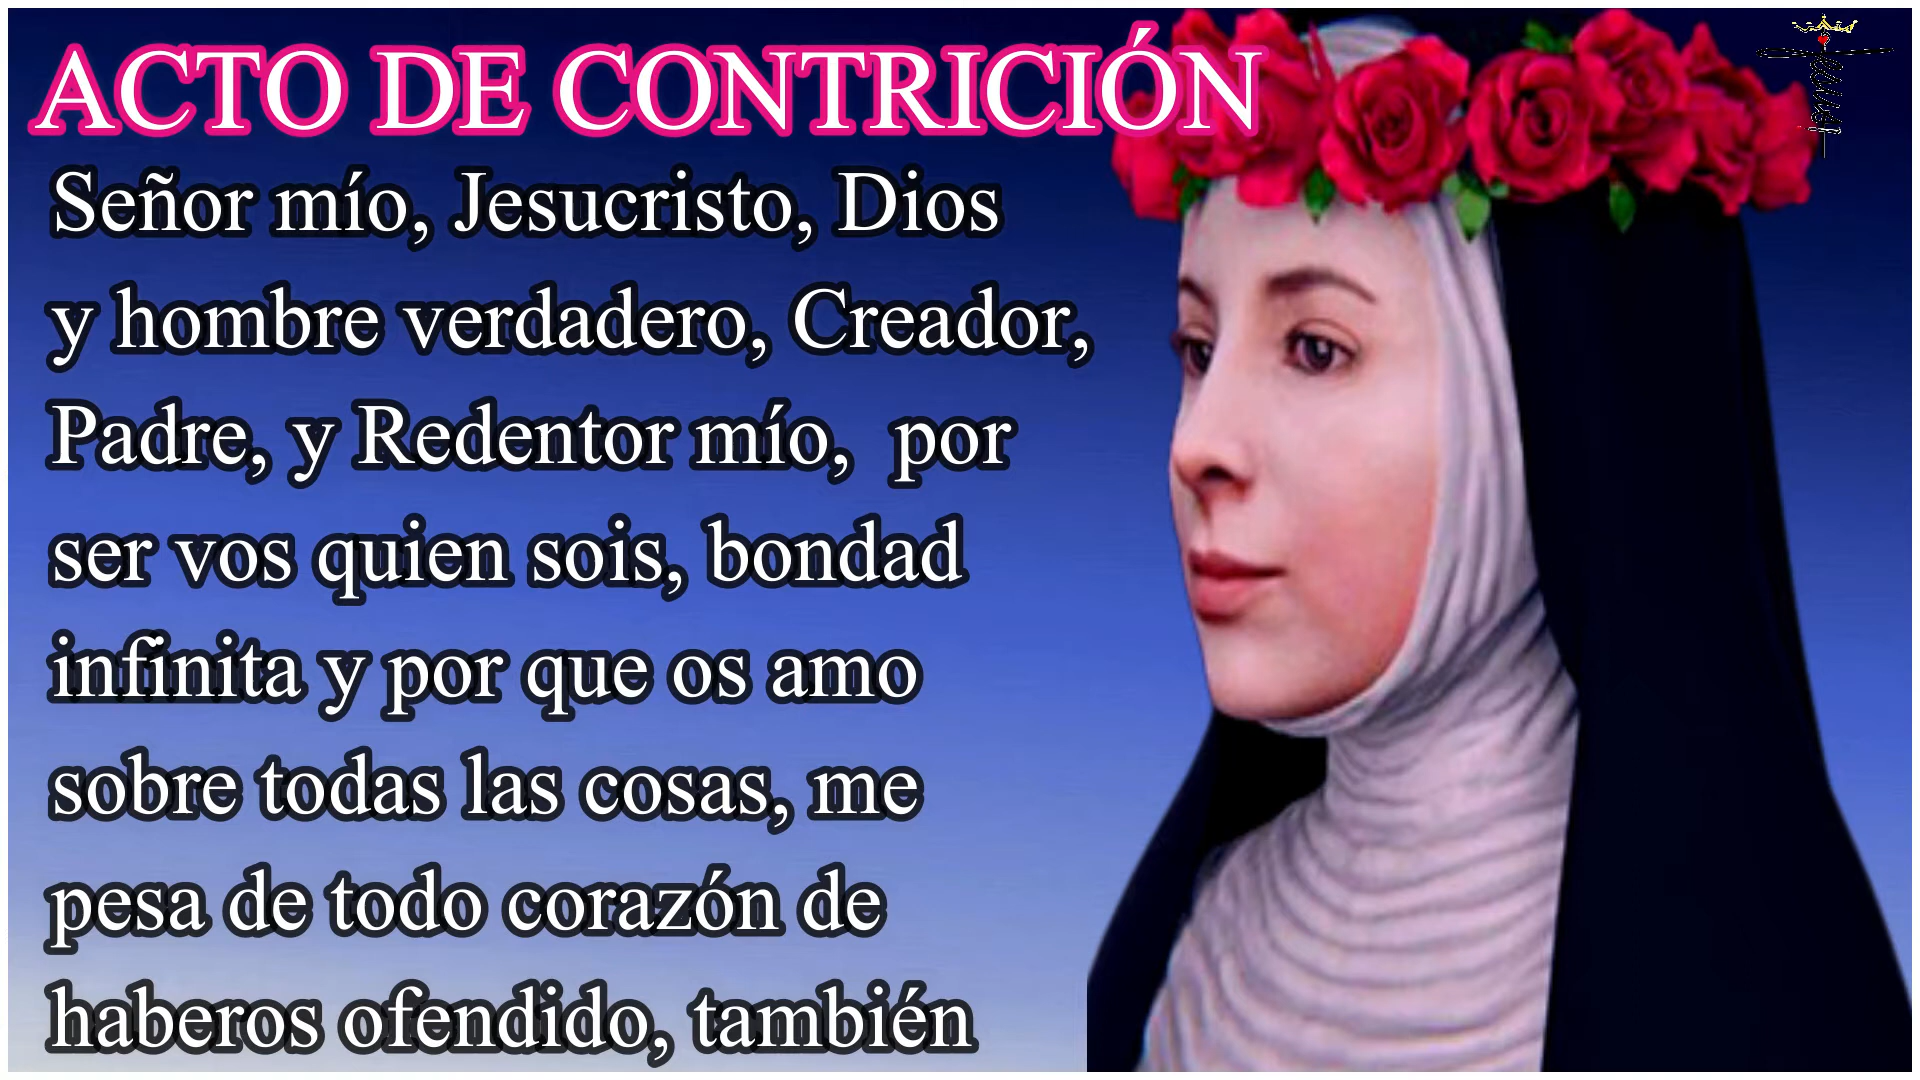 ACTO DE CONTRICIÓN
Señor mío, Jesucristo, Dios
y hombre verdadero, Creador,
Padre, y Redentor mío,  por
ser vos quien sois, bondad
infinita y por que os amo
sobre todas las cosas, me
pesa de todo corazón de
haberos ofendido, también